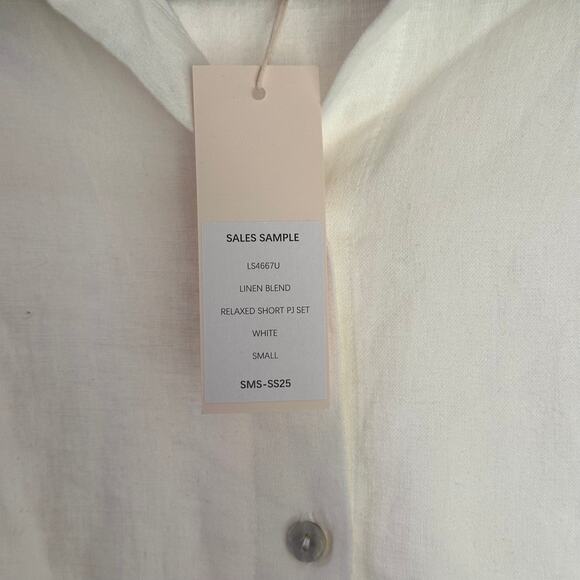 SALES SAMPLE
LS4667U
LINEN BLEND
RELAXED SHORT PJ SET
WHITE
SMALL
SMS-SS25